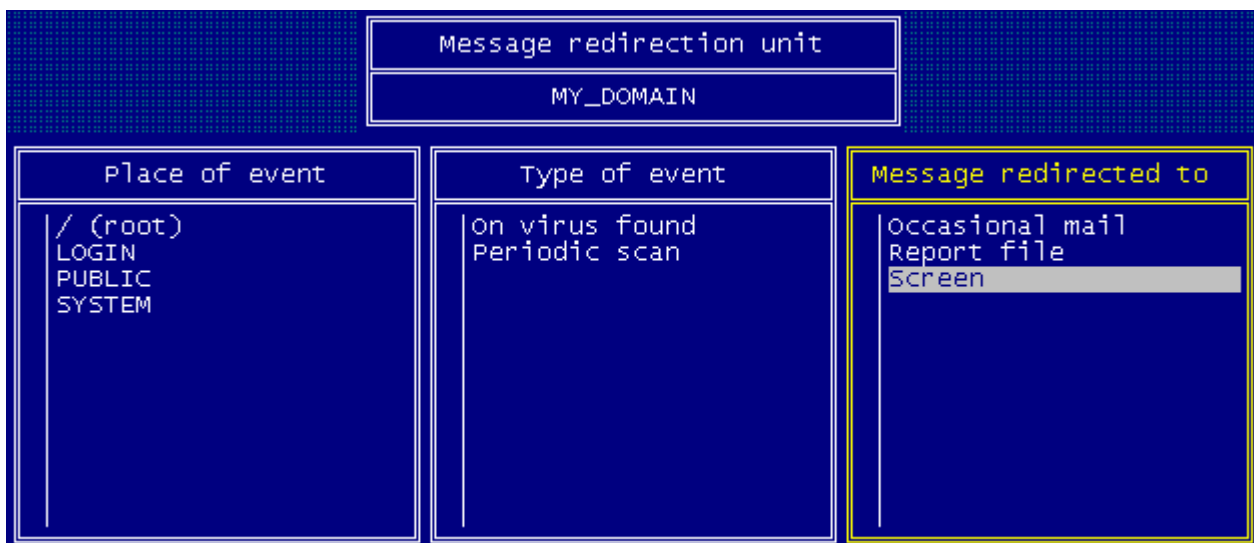 Message redirection unit
MY_DOMAIN
Place of event
/ (root)
LOGIN
PUBLIC
SYSTEM
Type of event
On virus found
Periodic scan
Message redirected to
Occasional mail
Report file
Screen